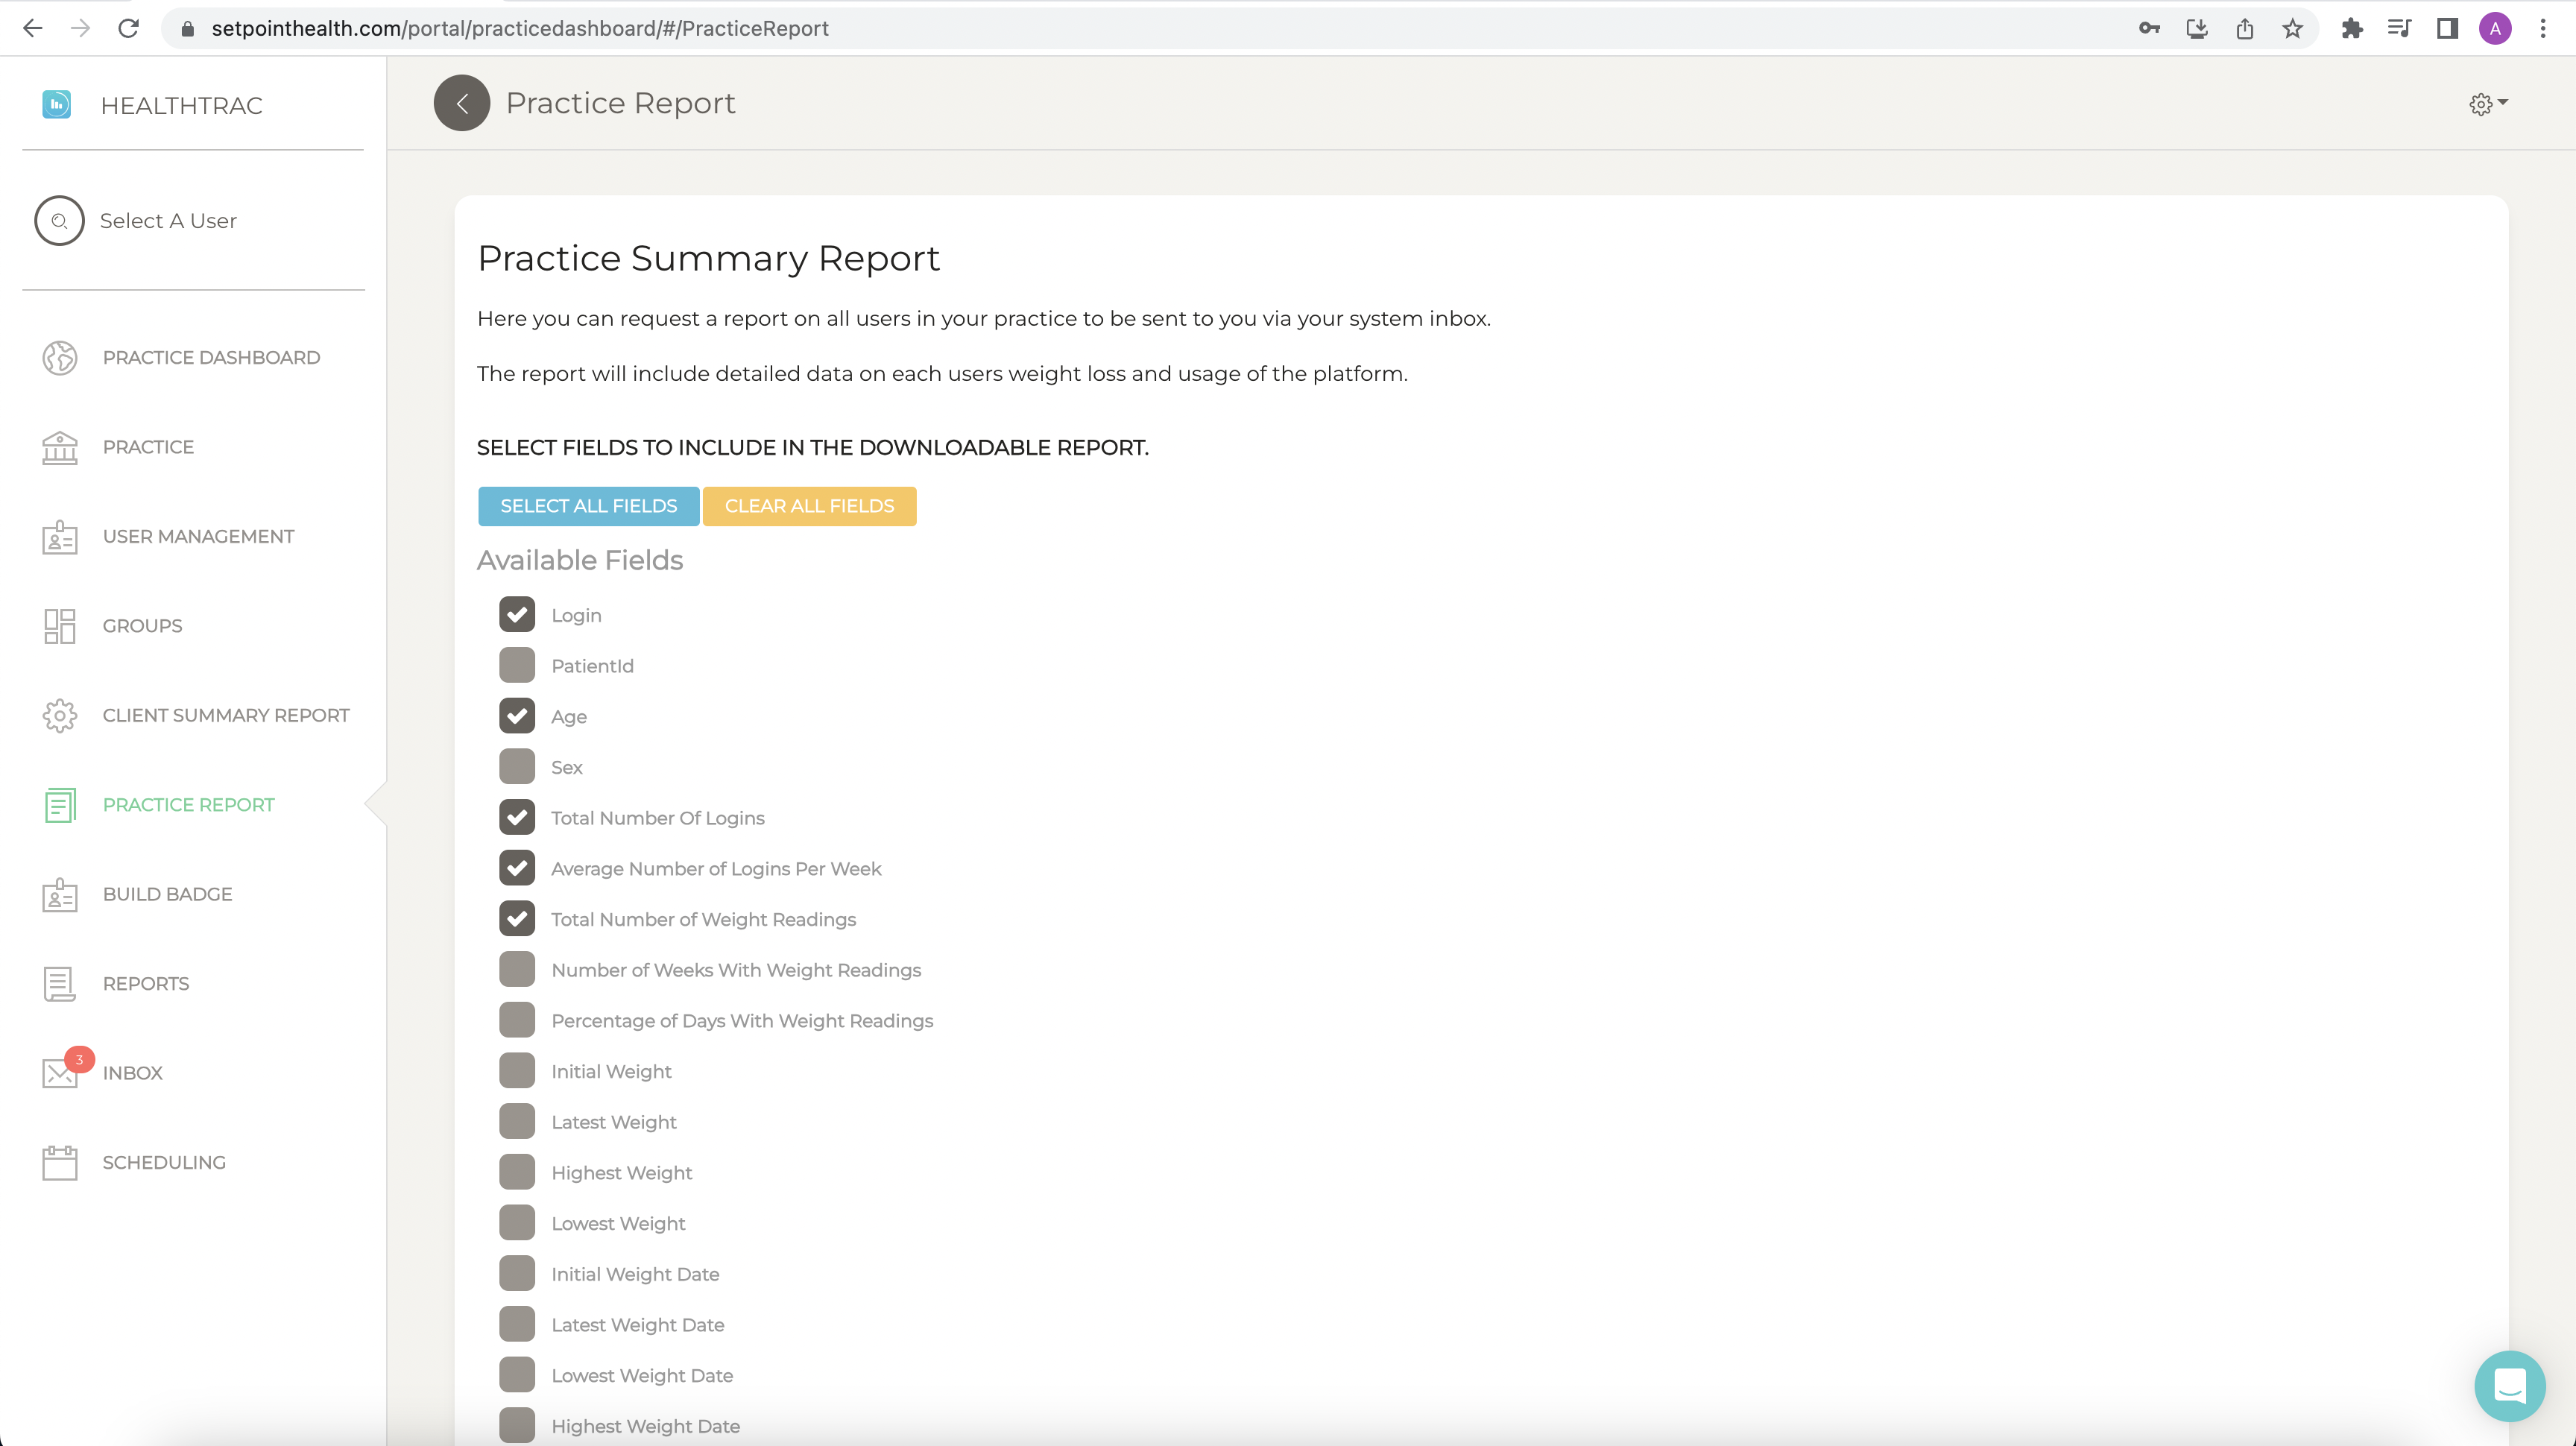 setpointhealth.com/portal/practicedashboard/#/PracticeReport
A
HEALTHTRAC
Select A User
PRACTICE DASHBOARD
PRACTICE
USER MANAGEMENT
GROUPS
CLIENT SUMMARY REPORT
PRACTICE REPORT
BUILD BADGE
REPORTS
3
INBOX
SCHEDULING
Practice Report
Practice Summary Report
Here you can request a report on all users in your practice to be sent to you via your system inbox.
The report will include detailed data on each users weight loss and usage of the platform.
SELECT FIELDS TO INCLUDE IN THE DOWNLOADABLE REPORT.
SELECT ALL FIELDS CLEAR ALL FIELDS
Available Fields
Login
PatientId
Age
Sex
Total Number Of Logins
Average Number of Logins Per Week
Total Number of Weight Readings
Number of Weeks With Weight Readings
Percentage of Days With Weight Readings
Initial Weight
Latest Weight
Highest Weight
Lowest Weight
Initial Weight Date
Latest Weight Date
Lowest Weight Date
Highest Weight Date